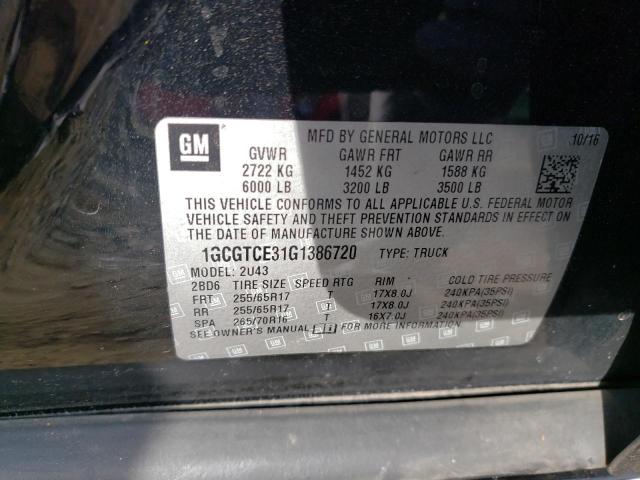 GM
MFD BY GENERAL MOTORS LLC
10/16
GVWR GAWR FRT GAWR RR
2722 KG 1452 KG 1588 KG
6000 LB 3200 LB 3500 LB
THIS VEHICLE CONFORMS TO ALL APPLICABLE U.S. FEDERAL MOTOR
VEHICLE SAFETY AND THEFT PREVENTION STANDARDS IN EFFECT ON
THE DATE OF MANUFACTURE SHOWN ABOVE.
1GCGTCE31G1386720 TYPE: TRUCK
MODEL: 2U43
2BD6 TIRE SIZE SPEED RTG RIM COLD TIRE PRESSURE
FRT 255/65R17 T 17X8.0J 240KPA(35PSI)
RR 255/65R17 T 17X8.0J 240KPA(35PSI)
SPA 265/70R16 T 16X7.0J 240KPA(35PSI)
SEE OWNER'S MANUAL FOR MORE INFORMATION.